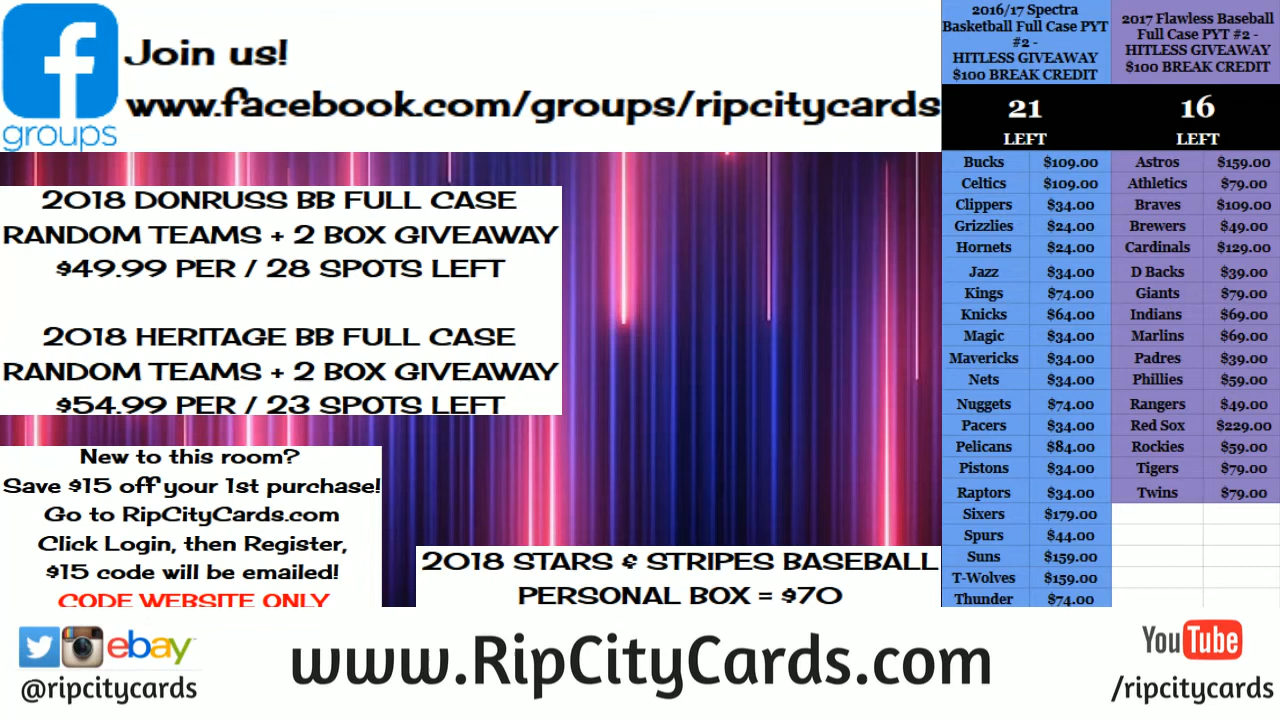 groups
Join us!
www.facebook.com/groups/ripcitycards
2018 DONRUSS BB FULL CASE
RANDOM TEAMS + 2 BOX GIVEAWAY
$49.99 PER / 28 SPOTS LEFT
2018 HERITAGE BB FULL CASE
RANDOM TEAMS + 2 BOX GIVEAWAY
$54.99 PER / 23 SPOTS LEFT
New to this room?
Save $15 off your 1st purchase!
Go to RipCityCards.com
Click Login, then Register,
$15 code will be emailed!
CODE WEBSITE ONLY
2018 STARS & STRIPES BASEBALL
PERSONAL BOX = $70
2016/17 Spectra
Basketball Full Case PYT
#2 -
HITLESS GIVEAWAY
$100 BREAK CREDIT
21
LEFT
Bucks $109.00
Celtics $109.00
Clippers $34.00
Grizzlies $24.00
Hornets $24.00
Jazz $34.00
Kings $74.00
Knicks $64.00
Magic $34.00
Mavericks $34.00
Nets $34.00
Nuggets $74.00
Pacers $34.00
Pelicans $84.00
Pistons $34.00
Raptors $34.00
Sixers $179.00
Spurs $44.00
Suns $159.00
T-Wolves $159.00
Thunder $74.00
2017 Flawless Baseball
Full Case PYT #2 -
HITLESS GIVEAWAY
$100 BREAK CREDIT
16
LEFT
Astros $159.00
Athletics $79.00
Braves $109.00
Brewers $49.00
Cardinals $129.00
D Backs $39.00
Giants $79.00
Indians $69.00
Marlins $69.00
Padres $39.00
Phillies $59.00
Rangers $49.00
Red Sox $229.00
Rockies $59.00
Tigers $79.00
Twins $79.00
ebay
@ripcitycards
www.RipCityCards.com
YouTube
/ripcitycards